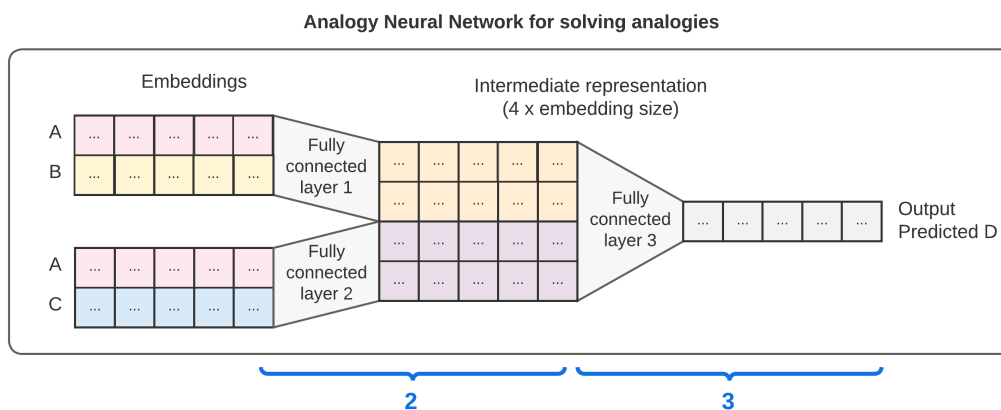 Analogy Neural Network for solving analogies
Embeddings
Intermediate representation
(4 x embedding size)
A
... ... ... ... ...
B
... ... ... ... ...
Fully
connected
layer 1
A
... ... ... ... ...
C
... ... ... ... ...
Fully
connected
layer 2
... ... ... ... ...
... ... ... ... ...
... ... ... ... ...
... ... ... ... ...
Fully
connected
layer 3
... ... ... ... ...
Output
Predicted D
2
3